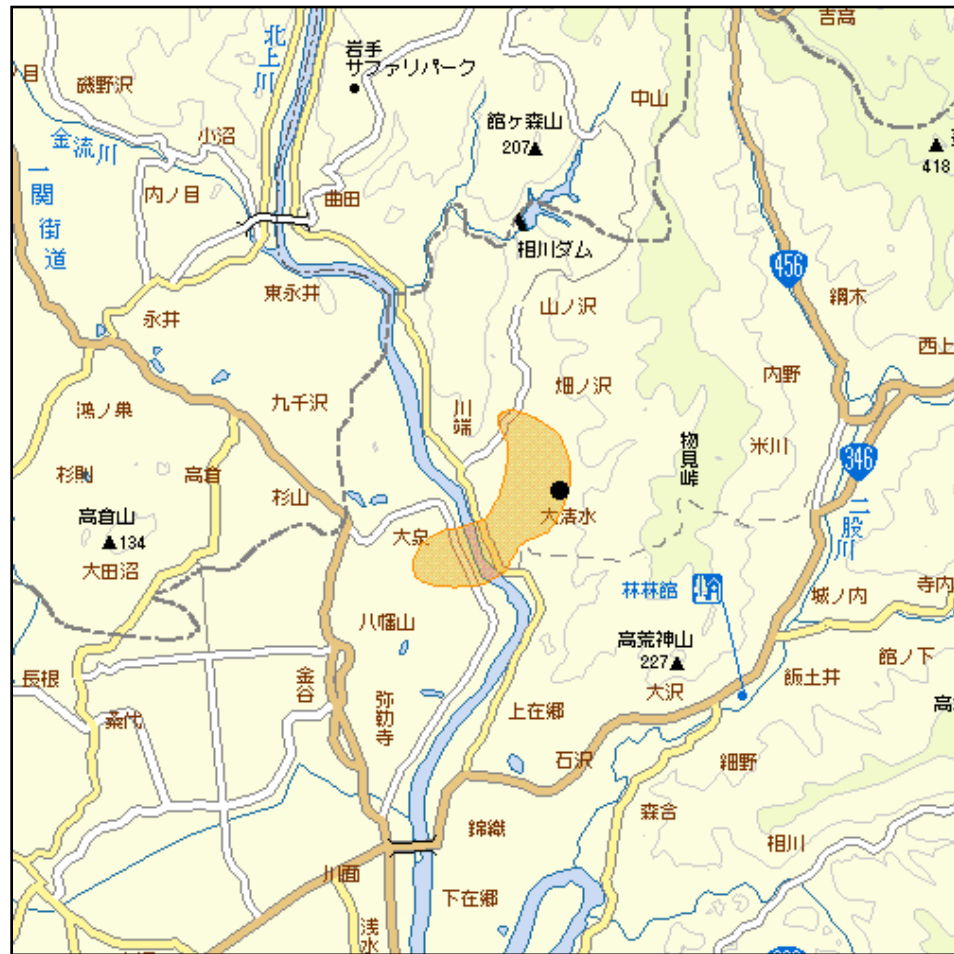 吉高
岩手
サファリパーク
北上川
磯野沢
中山
館ヶ森山
207
小沼
金流川
418
一関街道
内ノ目
曲田
相川ダム
456
東永井
山ノ沢
綱木
永井
西上
内野
畑ノ沢
九千沢
鴻ノ巣
川端
米川
物見峠
346
杉則
高倉
杉山
大清水
高倉山
134
大泉
二股川
大田沼
林林館
城ノ内
寺内
八幡山
高荒神山
227
館ノ下
長根
金谷
大沢
飯土井
桑代
弥勒寺
上在郷
石沢
細野
森合
錦織
相川
川面
下在郷
浅水